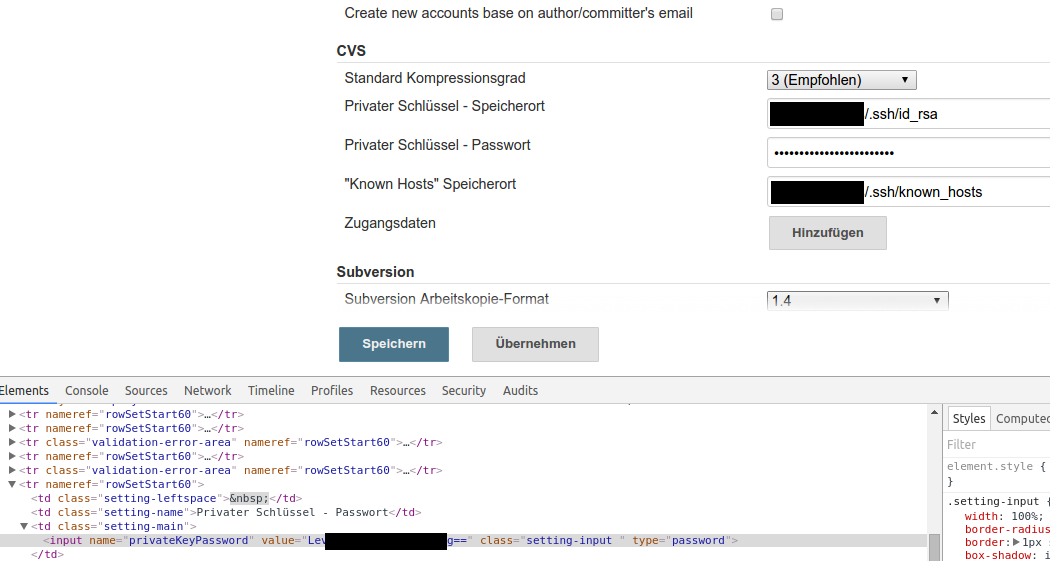 Create new accounts base on author/committer's email
CVS
Standard Kompressionsgrad 3 (Empfohlen)
Privater Schlüssel - Speicherort /.ssh/id_rsa
Privater Schlüssel - Passwort ••••••••••••••••••••••••
"Known Hosts" Speicherort /.ssh/known_hosts
Zugangsdaten Hinzufügen
Subversion
Subversion Arbeitskopie-Format 1.4
Speichern Übernehmen
Elements Console Sources Network Timeline Profiles Resources Security Audits
<tr nameref="rowSetStart60">…</tr>
<tr nameref="rowSetStart60">…</tr>
<tr class="validation-error-area" nameref="rowSetStart60">…</tr>
<tr nameref="rowSetStart60">…</tr>
<tr class="validation-error-area" nameref="rowSetStart60">…</tr>
<tr nameref="rowSetStart60">
<td class="setting-leftspace">&nbsp;</td>
<td class="setting-name">Privater Schlüssel - Passwort</td>
<td class="setting-main">
<input name="privateKeyPassword" value="Lev g==" class="setting-input " type="password">
</td>
Styles Computed
Filter
element.style {
}
.setting-input {
width: 100%;
border-radius
border: 1px
box-shadow: i